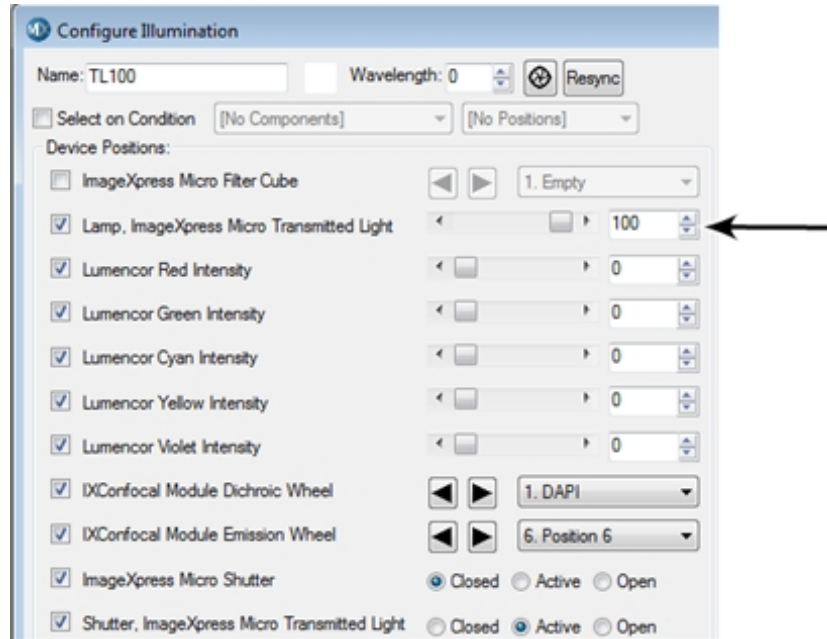 Configure Illumination
Name: TL100 Wavelength: 0 Resync
Select on Condition [No Components] [No Positions]
Device Positions:
ImageXpress Micro Filter Cube 1. Empty
Lamp, ImageXpress Micro Transmitted Light 100
Lumencor Red Intensity 0
Lumencor Green Intensity 0
Lumencor Cyan Intensity 0
Lumencor Yellow Intensity 0
Lumencor Violet Intensity 0
IXConfocal Module Dichroic Wheel 1. DAPI
IXConfocal Module Emission Wheel 6. Position 6
ImageXpress Micro Shutter Closed Active Open
Shutter, ImageXpress Micro Transmitted Light Closed Active Open